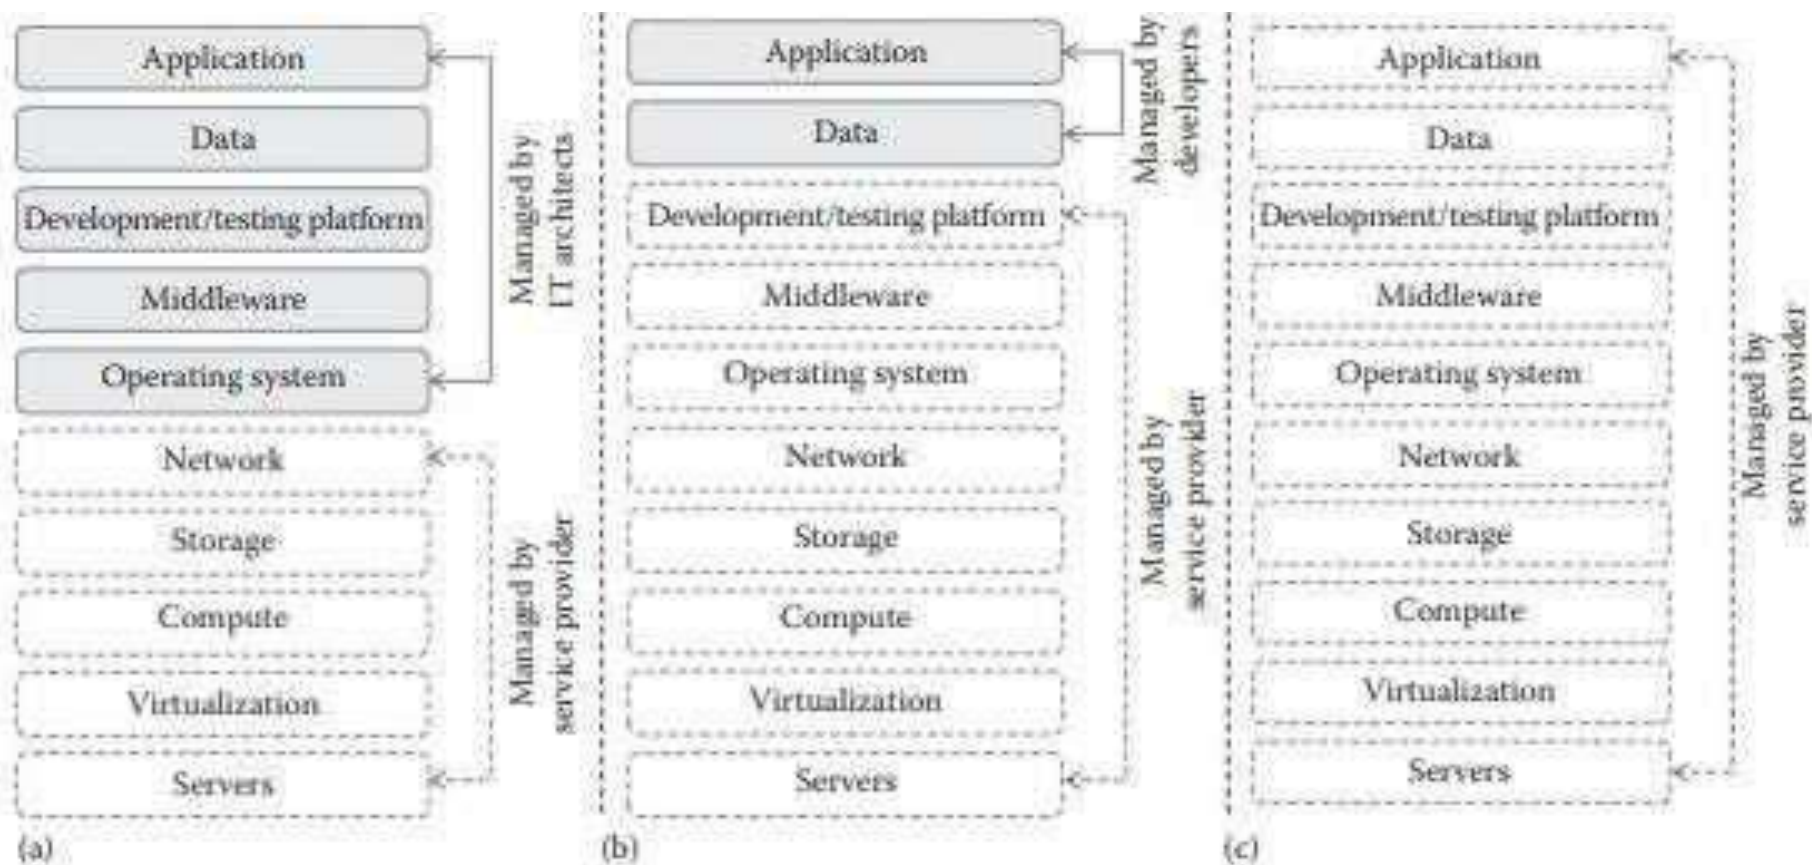 Application
Data
Development/testing platform
Middleware
Operating system
Network
Storage
Compute
Virtualization
Servers
Managed by
IT architects
Managed by
service provider
(a)
Application
Data
Development/testing platform
Middleware
Operating system
Network
Storage
Compute
Virtualization
Servers
Managed by
developers
Managed by
service provider
(b)
Application
Data
Development/testing platform
Middleware
Operating system
Network
Storage
Compute
Virtualization
Servers
Managed by
service provider
(c)